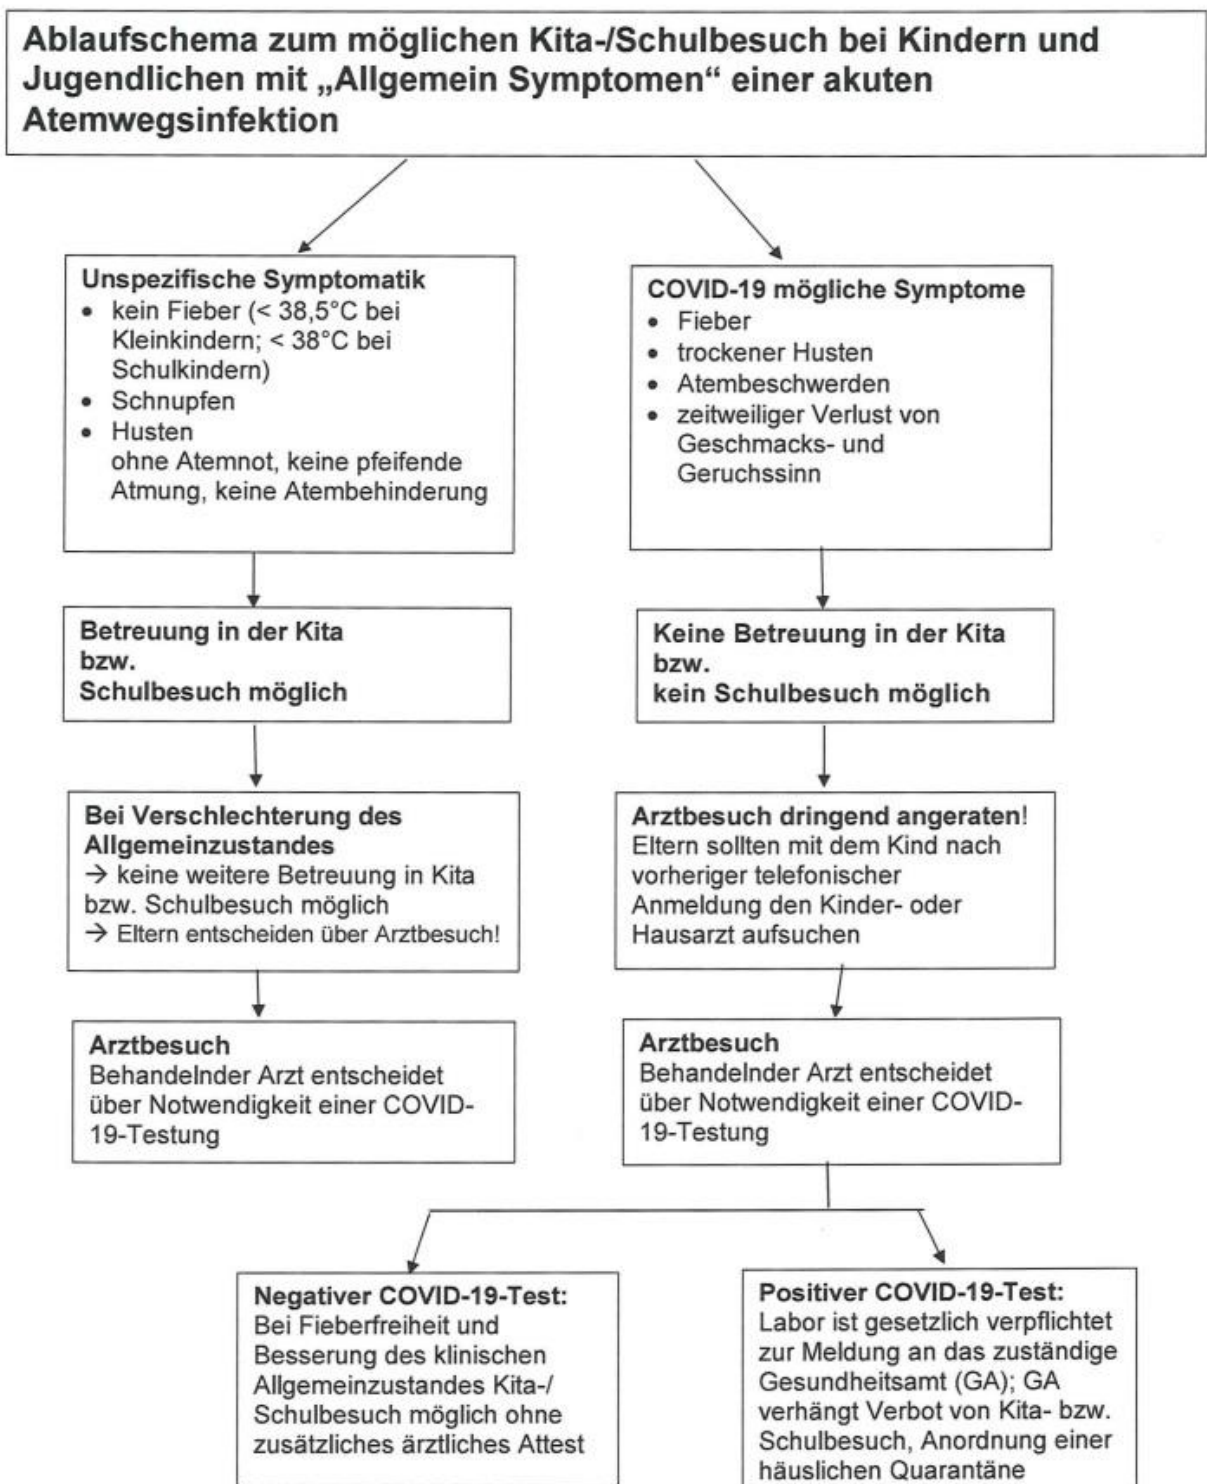 Ablaufschema zum möglichen Kita-/Schulbesuch bei Kindern und
Jugendlichen mit „Allgemein Symptomen“ einer akuten
Atemwegsinfektion
Unspezifische Symptomatik
• kein Fieber (< 38,5°C bei
Kleinkindern; < 38°C bei
Schulkindern)
• Schnupfen
• Husten
ohne Atemnot, keine pfeifende
Atmung, keine Atembehinderung
COVID-19 mögliche Symptome
• Fieber
• trockener Husten
• Atembeschwerden
• zeitweiliger Verlust von
Geschmacks- und
Geruchssinn
Betreuung in der Kita
bzw.
Schulbesuch möglich
Keine Betreuung in der Kita
bzw.
kein Schulbesuch möglich
Bei Verschlechterung des
Allgemeinzustandes
→ keine weitere Betreuung in Kita
bzw. Schulbesuch möglich
→ Eltern entscheiden über Arztbesuch!
Arztbesuch dringend angeraten!
Eltern sollten mit dem Kind nach
vorheriger telefonischer
Anmeldung den Kinder- oder
Hausarzt aufsuchen
Arztbesuch
Behandelnder Arzt entscheidet
über Notwendigkeit einer COVID-
19-Testung
Arztbesuch
Behandelnder Arzt entscheidet
über Notwendigkeit einer COVID-
19-Testung
Negativer COVID-19-Test:
Bei Fieberfreiheit und
Besserung des klinischen
Allgemeinzustandes Kita-/
Schulbesuch möglich ohne
zusätzliches ärztliches Attest
Positiver COVID-19-Test:
Labor ist gesetzlich verpflichtet
zur Meldung an das zuständige
Gesundheitsamt (GA); GA
verhängt Verbot von Kita- bzw.
Schulbesuch, Anordnung einer
häuslichen Quarantäne